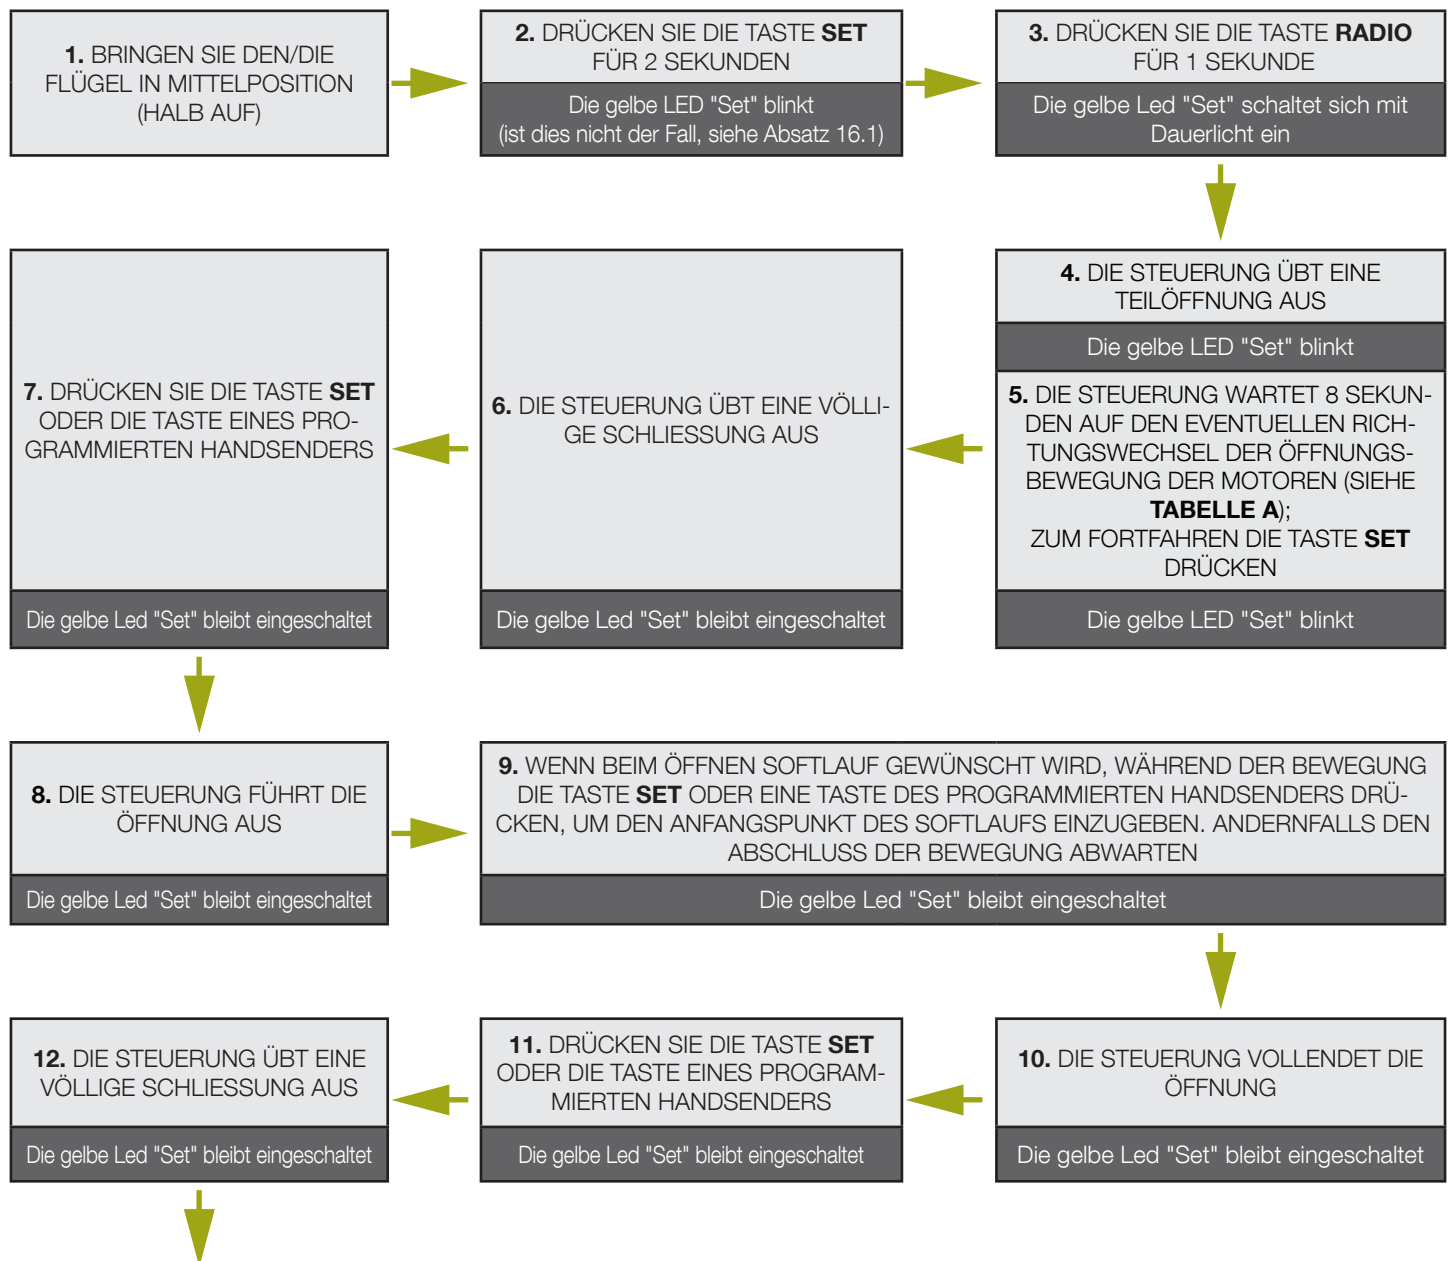 1. BRINGEN SIE DEN/DIE
FLÜGEL IN MITTELPOSITION
(HALB AUF)
2. DRÜCKEN SIE DIE TASTE SET
FÜR 2 SEKUNDEN
Die gelbe LED "Set" blinkt
(ist dies nicht der Fall, siehe Absatz 16.1)
3. DRÜCKEN SIE DIE TASTE RADIO
FÜR 1 SEKUNDE
Die gelbe Led "Set" schaltet sich mit
Dauerlicht ein
4. DIE STEUERUNG ÜBT EINE
TEILÖFFNUNG AUS
Die gelbe LED "Set" blinkt
5. DIE STEUERUNG WARTET 8 SEKUN-
DEN AUF DEN EVENTUELLEN RICH-
TUNGSWECHSEL DER ÖFFNUNGS-
BEWEGUNG DER MOTOREN (SIEHE
TABELLE A);
ZUM FORTFAHREN DIE TASTE SET
DRÜCKEN
Die gelbe LED "Set" blinkt
6. DIE STEUERUNG ÜBT EINE VÖLLI-
GE SCHLIESSUNG AUS
Die gelbe Led "Set" bleibt eingeschaltet
7. DRÜCKEN SIE DIE TASTE SET
ODER DIE TASTE EINES PRO-
GRAMMIERTEN HANDSENDERS
Die gelbe Led "Set" bleibt eingeschaltet
8. DIE STEUERUNG FÜHRT DIE
ÖFFNUNG AUS
Die gelbe Led "Set" bleibt eingeschaltet
9. WENN BEIM ÖFFNEN SOFTLAUF GEWÜNSCHT WIRD, WÄHREND DER BEWEGUNG
DIE TASTE SET ODER EINE TASTE DES PROGRAMMIERTEN HANDSENDERS DRÜ-
CKEN, UM DEN ANFANGSPUNKT DES SOFTLAUFS EINZUGEBEN. ANDERNFALLS DEN
ABSCHLUSS DER BEWEGUNG ABWARTEN
Die gelbe Led "Set" bleibt eingeschaltet
10. DIE STEUERUNG VOLLENDET DIE
ÖFFNUNG
Die gelbe Led "Set" bleibt eingeschaltet
11. DRÜCKEN SIE DIE TASTE SET
ODER DIE TASTE EINES PROGRAM-
MIERTEN HANDSENDERS
Die gelbe Led "Set" bleibt eingeschaltet
12. DIE STEUERUNG ÜBT EINE
VÖLLIGE SCHLIESSUNG AUS
Die gelbe Led "Set" bleibt eingeschaltet